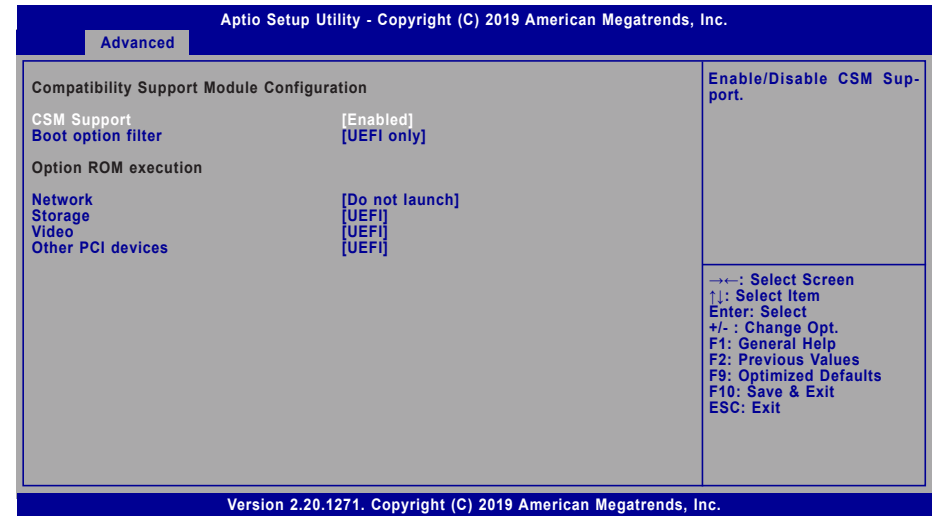 Aptio Setup Utility - Copyright (C) 2019 American Megatrends, Inc.
Advanced
Compatibility Support Module Configuration
CSM Support [Enabled]
Boot option filter [UEFI only]
Option ROM execution
Network [Do not launch]
Storage [UEFI]
Video [UEFI]
Other PCI devices [UEFI]
Enable/Disable CSM Sup-
port.
→←: Select Screen
↑↓: Select Item
Enter: Select
+/- : Change Opt.
F1: General Help
F2: Previous Values
F9: Optimized Defaults
F10: Save & Exit
ESC: Exit
Version 2.20.1271. Copyright (C) 2019 American Megatrends, Inc.